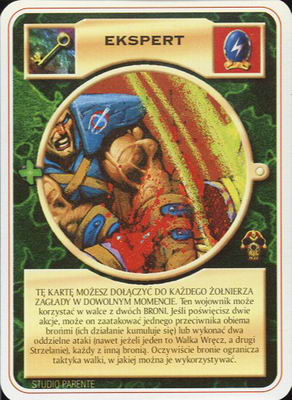 EKSPERT
TĘ KARTĘ MOŻESZ DOŁĄCZYĆ DO KAŻDEGO ŻOŁNIERZA
ZAGŁADY W DOWOLNYM MOMENCIE. Ten wojownik może
korzystać w walce z dwóch BRONI. Jeśli poświęcisz dwie
akcje, może on zaatakować jednego przeciwnika obiema
brońmi (ich działanie kumuluje się) lub wykonać dwa
oddzielne ataki (nawet jeżeli jeden to Walka Wręcz, a drugi
Strzelanie), każdy z inną bronią. Oczywiście bronie ogranicza
taktyka walki, w jakiej można je wykorzystywać.
STUDIO PARENTE